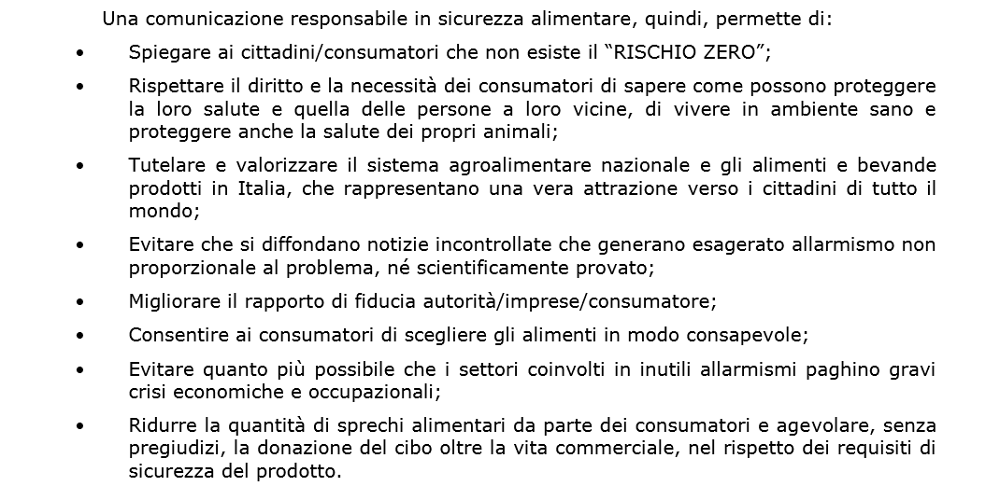 Una comunicazione responsabile in sicurezza alimentare, quindi, permette di:
• Spiegare ai cittadini/consumatori che non esiste il “RISCHIO ZERO”;
• Rispettare il diritto e la necessità dei consumatori di sapere come possono proteggere
la loro salute e quella delle persone a loro vicine, di vivere in ambiente sano e
proteggere anche la salute dei propri animali;
• Tutelare e valorizzare il sistema agroalimentare nazionale e gli alimenti e bevande
prodotti in Italia, che rappresentano una vera attrazione verso i cittadini di tutto il
mondo;
• Evitare che si diffondano notizie incontrollate che generano esagerato allarmismo non
proporzionale al problema, né scientificamente provato;
• Migliorare il rapporto di fiducia autorità/imprese/consumatore;
• Consentire ai consumatori di scegliere gli alimenti in modo consapevole;
• Evitare quanto più possibile che i settori coinvolti in inutili allarmismi paghino gravi
crisi economiche e occupazionali;
• Ridurre la quantità di sprechi alimentari da parte dei consumatori e agevolare, senza
pregiudizi, la donazione del cibo oltre la vita commerciale, nel rispetto dei requisiti di
sicurezza del prodotto.